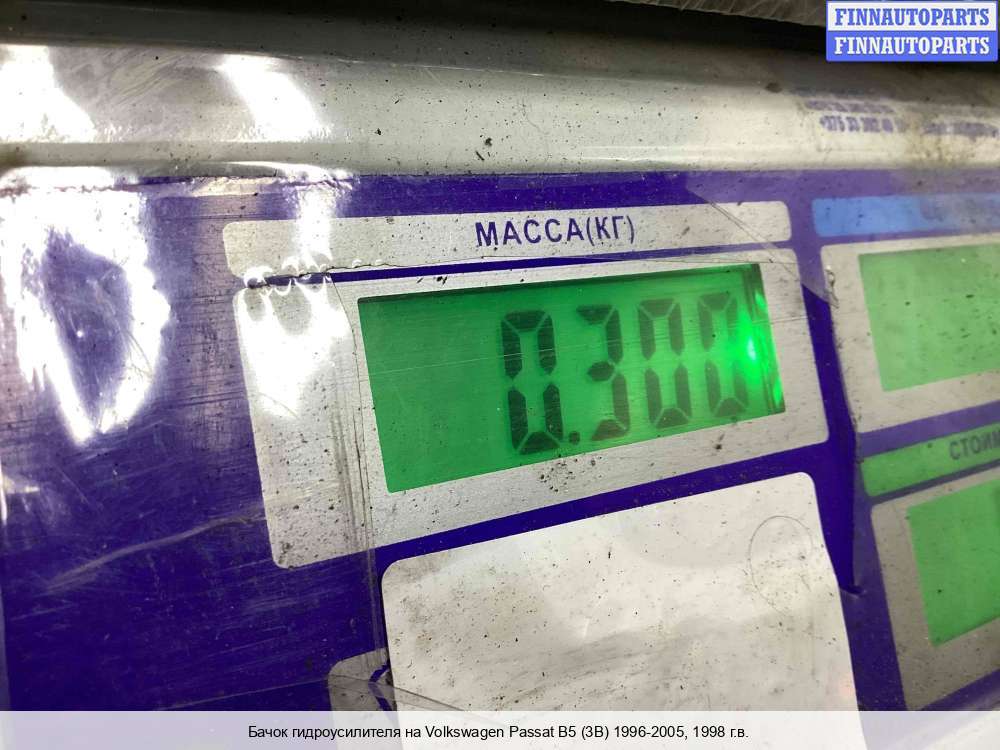 FINNAUTOPARTS
FINNAUTOPARTS
МАССА(КГ)
0.300
Бачок гидроусилителя на Volkswagen Passat B5 (3B) 1996-2005, 1998 г.в.